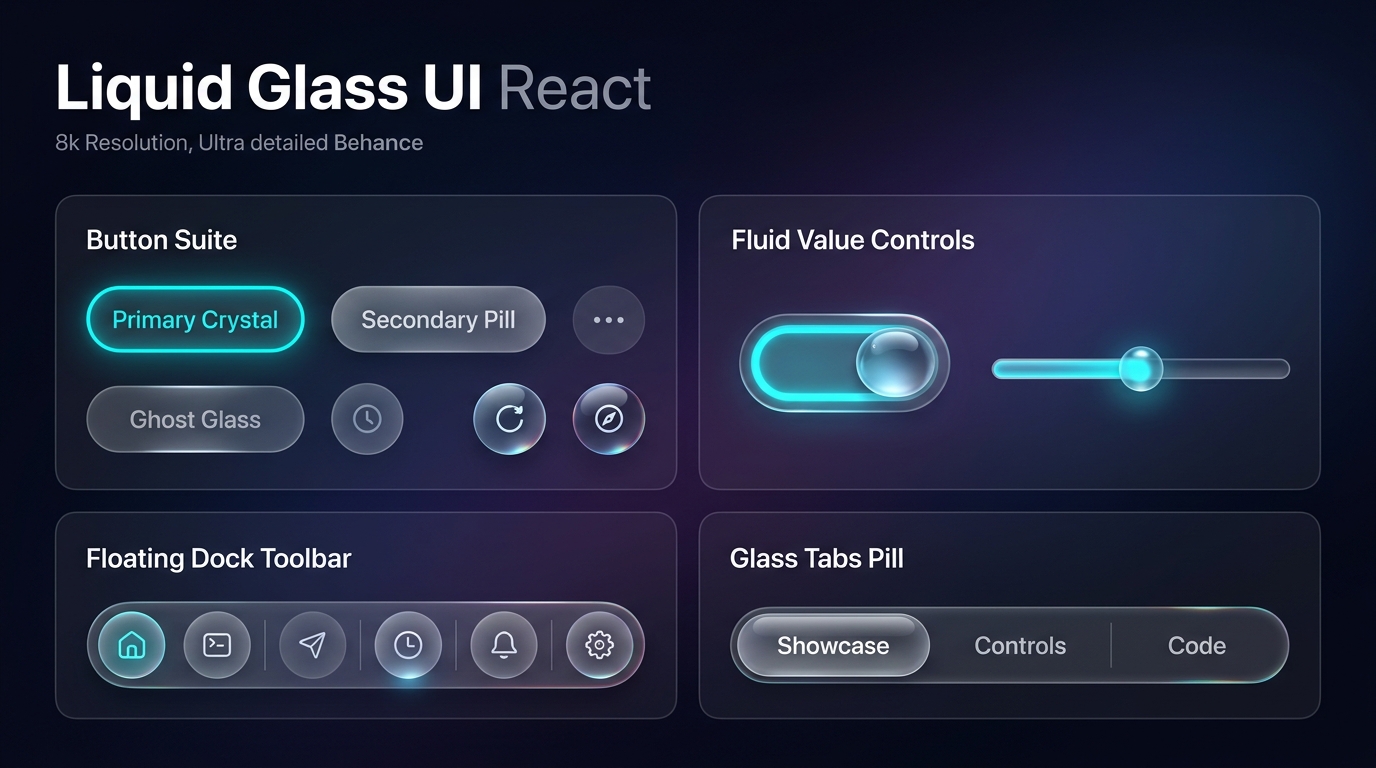 Liquid Glass UI React
8k Resolution, Ultra detailed Behance
Button Suite
Primary Crystal
Secondary Pill
Ghost Glass
Fluid Value Controls
Floating Dock Toolbar
Glass Tabs Pill
Showcase
Controls
Code